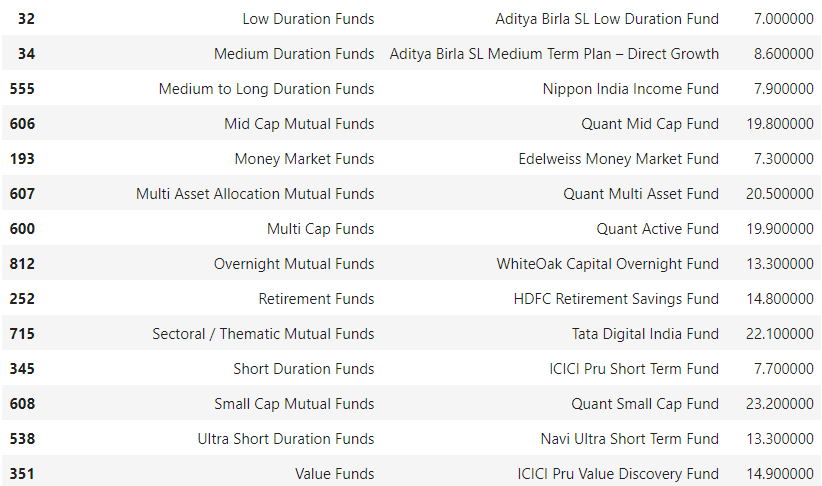 32 Low Duration Funds Aditya Birla SL Low Duration Fund 7.000000
34 Medium Duration Funds Aditya Birla SL Medium Term Plan – Direct Growth 8.600000
555 Medium to Long Duration Funds Nippon India Income Fund 7.900000
606 Mid Cap Mutual Funds Quant Mid Cap Fund 19.800000
193 Money Market Funds Edelweiss Money Market Fund 7.300000
607 Multi Asset Allocation Mutual Funds Quant Multi Asset Fund 20.500000
600 Multi Cap Funds Quant Active Fund 19.900000
812 Overnight Mutual Funds WhiteOak Capital Overnight Fund 13.300000
252 Retirement Funds HDFC Retirement Savings Fund 14.800000
715 Sectoral / Thematic Mutual Funds Tata Digital India Fund 22.100000
345 Short Duration Funds ICICI Pru Short Term Fund 7.700000
608 Small Cap Mutual Funds Quant Small Cap Fund 23.200000
538 Ultra Short Duration Funds Navi Ultra Short Term Fund 13.300000
351 Value Funds ICICI Pru Value Discovery Fund 14.900000